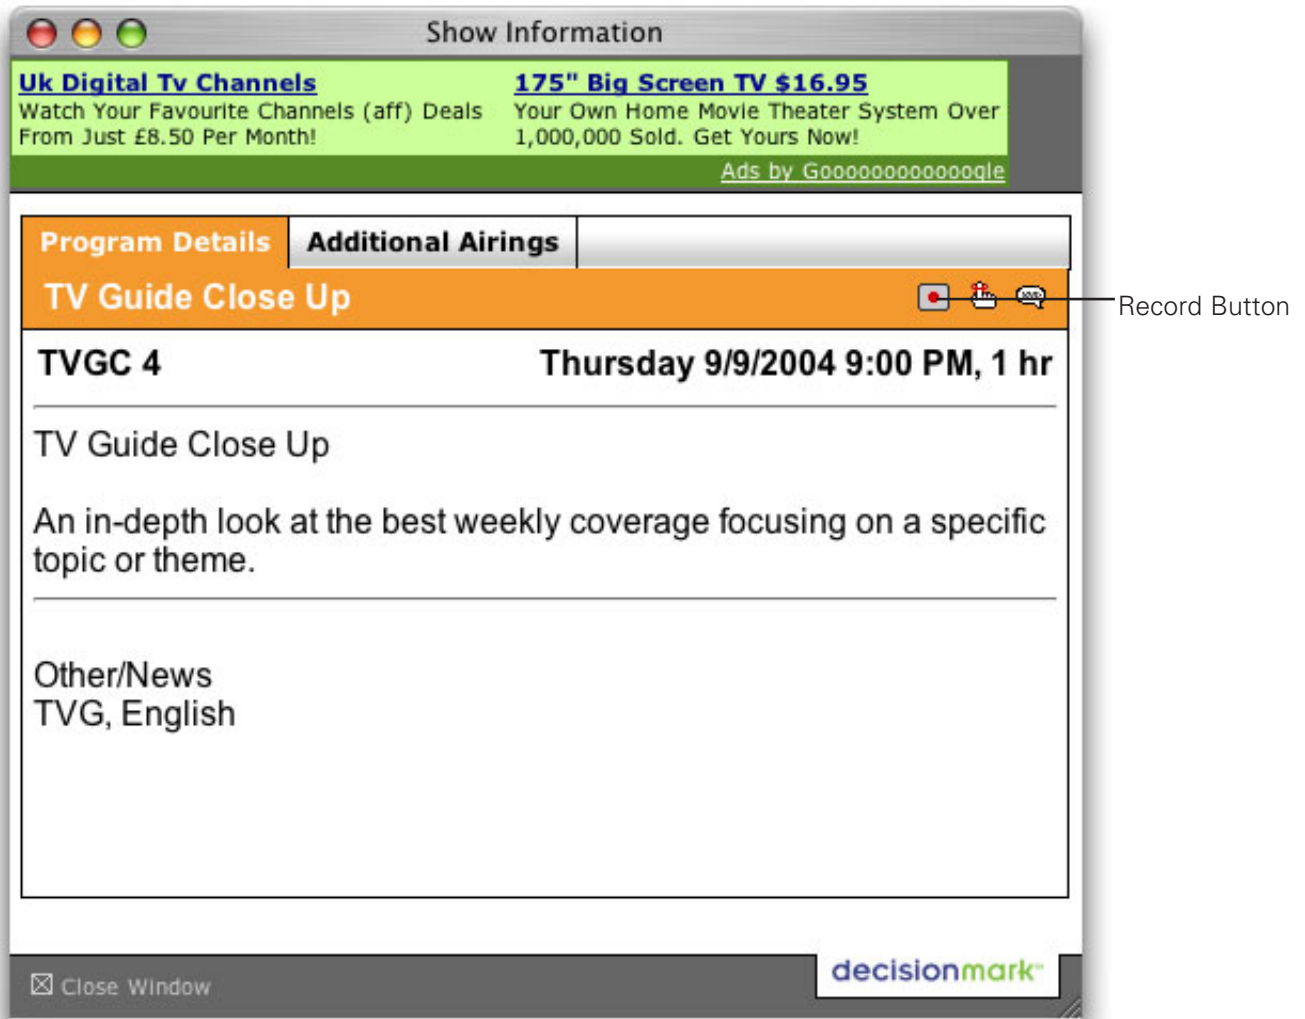 Show Information
Uk Digital Tv Channels
Watch Your Favourite Channels (aff) Deals
From Just £8.50 Per Month!
175" Big Screen TV $16.95
Your Own Home Movie Theater System Over
1,000,000 Sold. Get Yours Now!
Ads by Goooooooooooogle
Program Details
Additional Airings
TV Guide Close Up
Record Button
TVGC 4
Thursday 9/9/2004 9:00 PM, 1 hr
TV Guide Close Up
An in-depth look at the best weekly coverage focusing on a specific
topic or theme.
Other/News
TVG, English
Close Window
decisionmark™